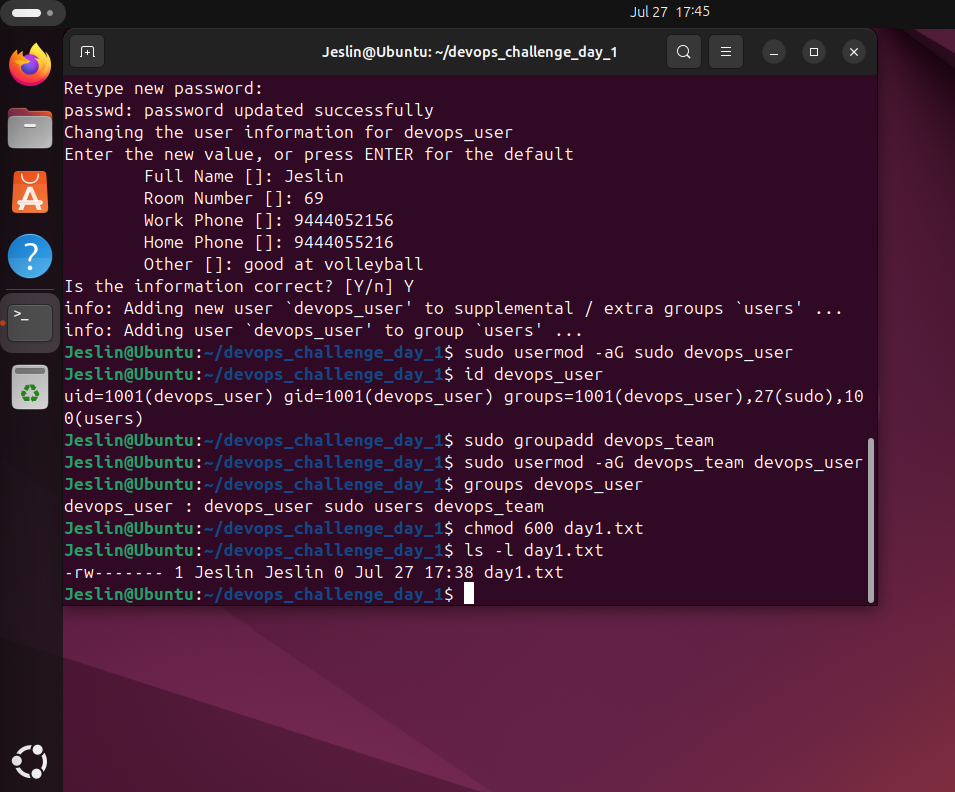 Jul 27 17:45
Jeslin@Ubuntu: ~/devops_challenge_day_1
Retype new password:
passwd: password updated successfully
Changing the user information for devops_user
Enter the new value, or press ENTER for the default
        Full Name []: Jeslin
        Room Number []: 69
        Work Phone []: 9444052156
        Home Phone []: 9444055216
        Other []: good at volleyball
Is the information correct? [Y/n] Y
info: Adding new user `devops_user' to supplemental / extra groups `users' ...
info: Adding user `devops_user' to group `users' ...
Jeslin@Ubuntu:~/devops_challenge_day_1$ sudo usermod -aG sudo devops_user
Jeslin@Ubuntu:~/devops_challenge_day_1$ id devops_user
uid=1001(devops_user) gid=1001(devops_user) groups=1001(devops_user),27(sudo),10
0(users)
Jeslin@Ubuntu:~/devops_challenge_day_1$ sudo groupadd devops_team
Jeslin@Ubuntu:~/devops_challenge_day_1$ sudo usermod -aG devops_team devops_user
Jeslin@Ubuntu:~/devops_challenge_day_1$ groups devops_user
devops_user : devops_user sudo users devops_team
Jeslin@Ubuntu:~/devops_challenge_day_1$ chmod 600 day1.txt
Jeslin@Ubuntu:~/devops_challenge_day_1$ ls -l day1.txt
-rw------- 1 Jeslin Jeslin 0 Jul 27 17:38 day1.txt
Jeslin@Ubuntu:~/devops_challenge_day_1$